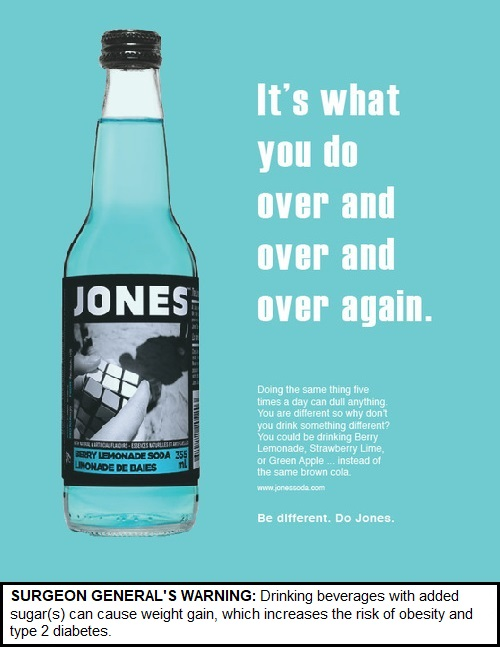 It's what
you do
over and
over and
over again.
JONES
BERRY LEMONADE SODA
LIMONADE DE BAIES
355
ml
Doing the same thing five
times a day can dull anything.
You are different so why don't
you drink something different?
You could be drinking Berry
Lemonade, Strawberry Lime,
or Green Apple ... instead of
the same brown cola.
www.jonessoda.com
Be different. Do Jones.
SURGEON GENERAL'S WARNING: Drinking beverages with added
sugar(s) can cause weight gain, which increases the risk of obesity and
type 2 diabetes.